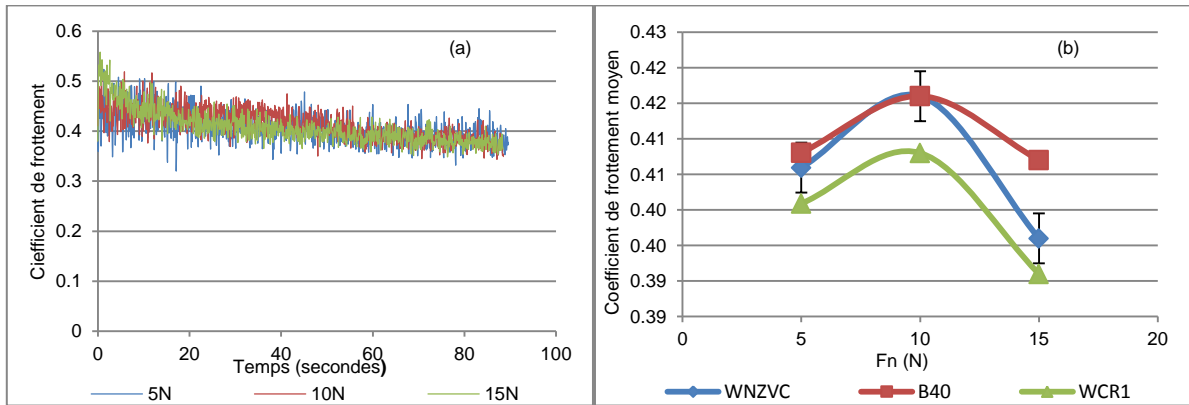 (a)
Ciefficient de frottement
0.6
0.5
0.4
0.3
0.2
0.1
0
0 20 40 60 80 100
Temps (secondes)
5N 10N 15N
(b)
Coefficient de frottement moyen
0.43
0.42
0.42
0.41
0.41
0.40
0.40
0.39
0.39
0 5 10 15 20
Fn (N)
WNZVC B40 WCR1